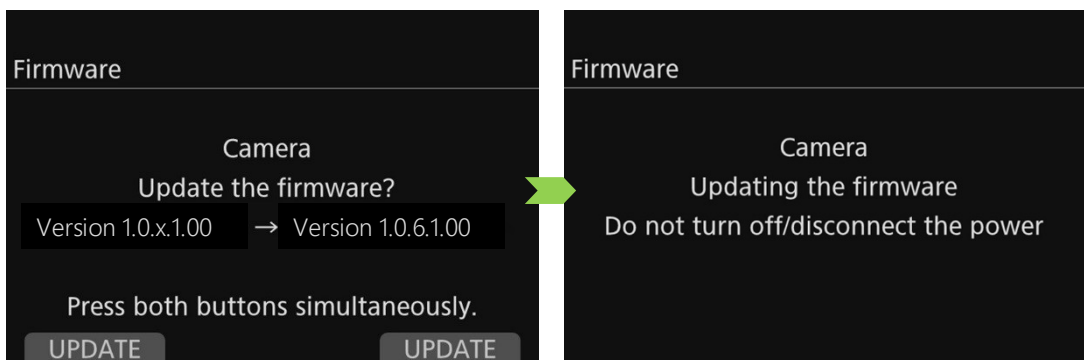 Firmware
Camera
Update the firmware?
Version 1.0.x.1.00 → Version 1.0.6.1.00
Press both buttons simultaneously.
UPDATE UPDATE
Firmware
Camera
Updating the firmware
Do not turn off/disconnect the power